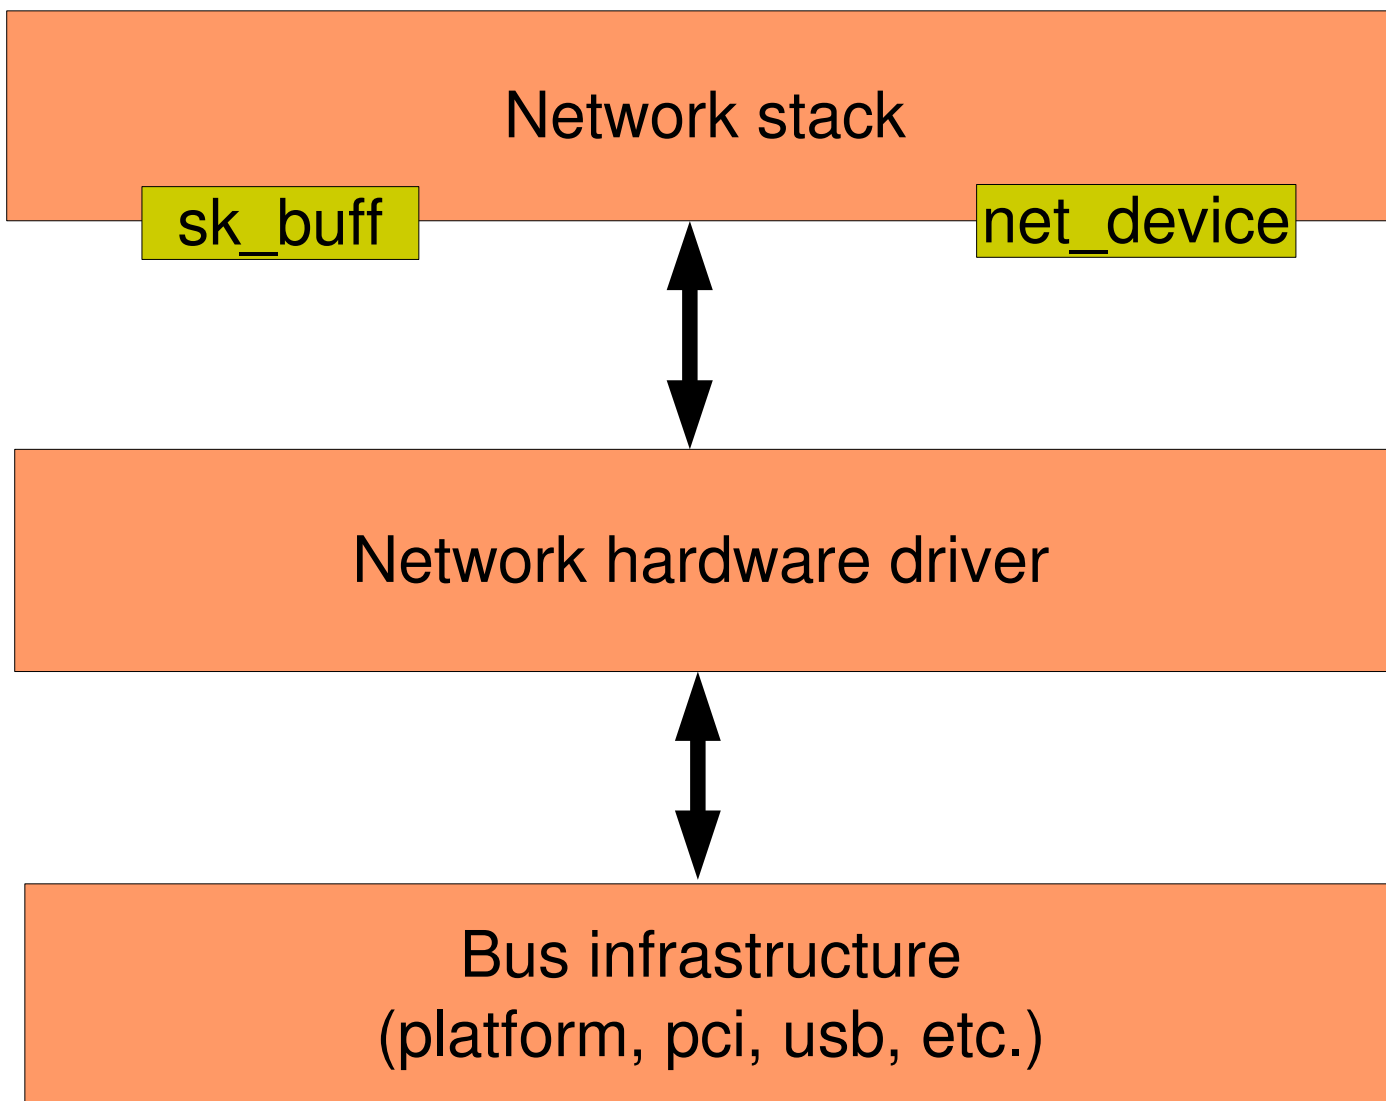 Network stack
sk_buff
net_device
Network hardware driver
Bus infrastructure
(platform, pci, usb, etc.)